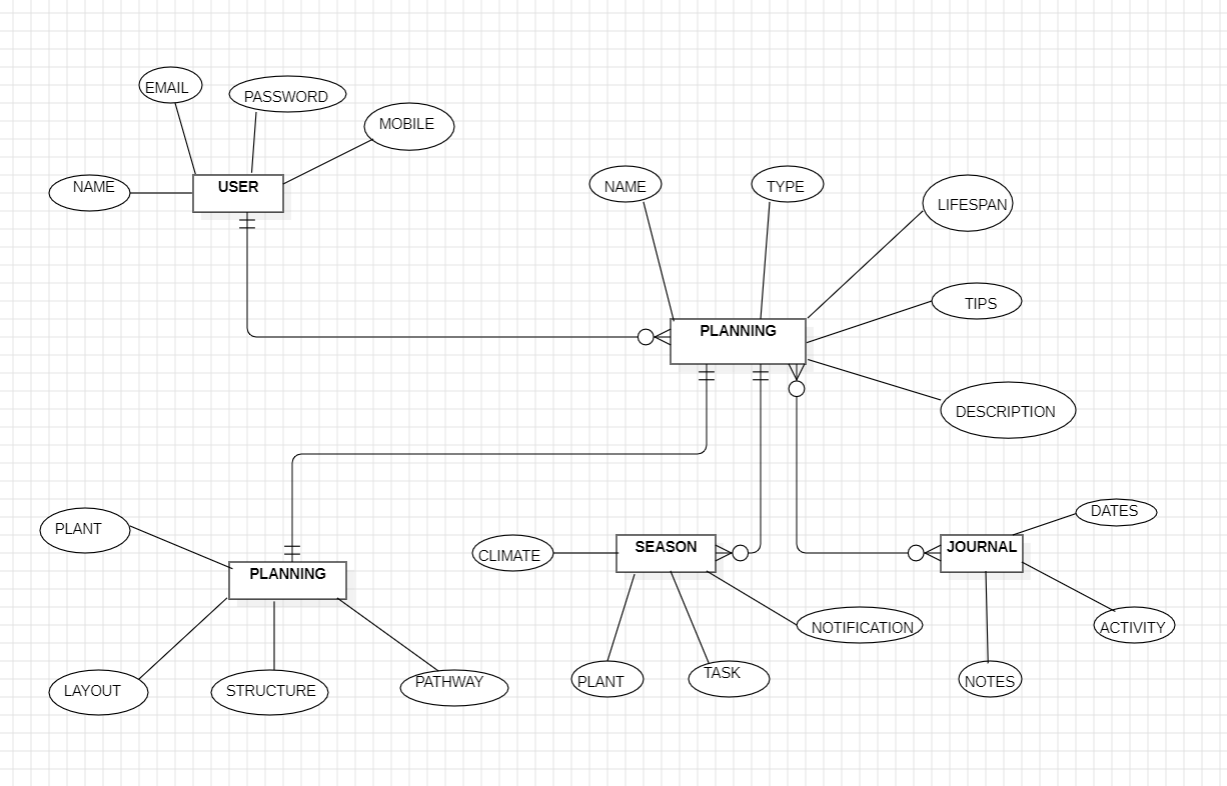 EMAIL
PASSWORD
MOBILE
NAME
USER
NAME
TYPE
LIFESPAN
TIPS
PLANNING
DESCRIPTION
PLANT
PLANNING
LAYOUT
STRUCTURE
PATHWAY
CLIMATE
SEASON
NOTIFICATION
PLANT
TASK
DATES
JOURNAL
ACTIVITY
NOTES